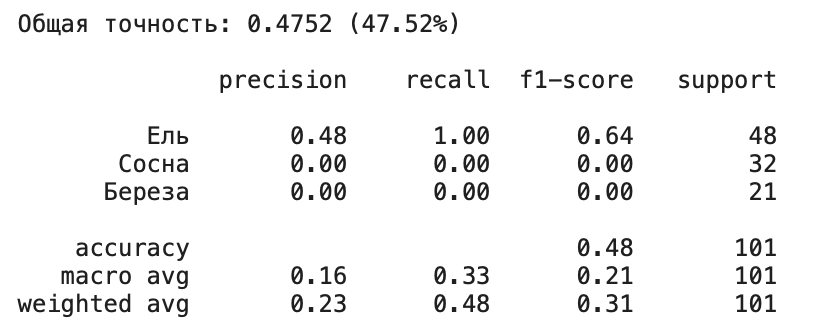 Общая точность: 0.4752 (47.52%)
precision recall f1-score support
Ель 0.48 1.00 0.64 48
Сосна 0.00 0.00 0.00 32
Береза 0.00 0.00 0.00 21
accuracy 0.48 101
macro avg 0.16 0.33 0.21 101
weighted avg 0.23 0.48 0.31 101